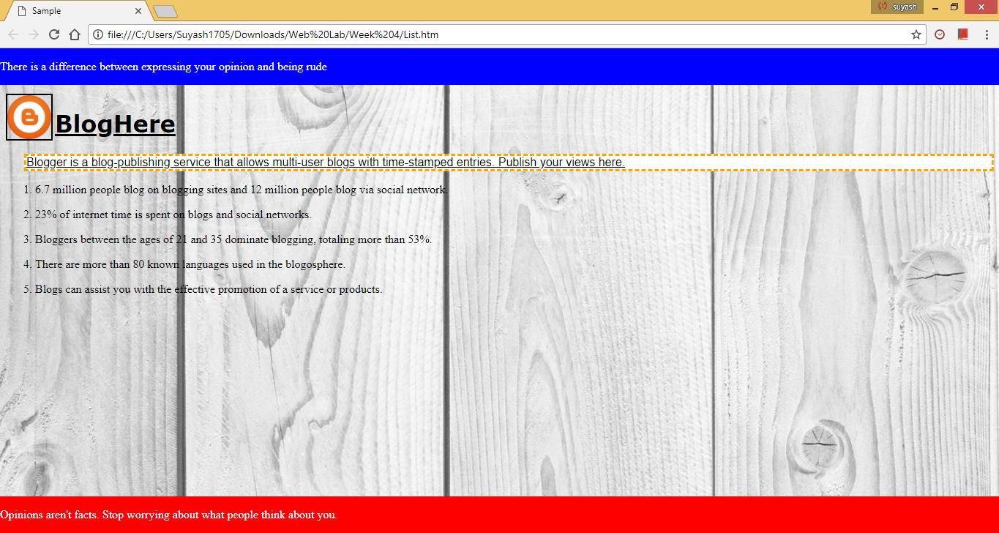 Sample
suyash
file:///C:/Users/Suyash1705/Downloads/Web%20Lab/Week%204/List.htm
There is a difference between expressing your opinion and being rude
BlogHere
Blogger is a blog-publishing service that allows multi-user blogs with time-stamped entries. Publish your views here.
1. 6.7 million people blog on blogging sites and 12 million people blog via social network.
2. 23% of internet time is spent on blogs and social networks.
3. Bloggers between the ages of 21 and 35 dominate blogging, totaling more than 53%.
4. There are more than 80 known languages used in the blogosphere.
5. Blogs can assist you with the effective promotion of a service or products.
Opinions aren't facts. Stop worrying about what people think about you.